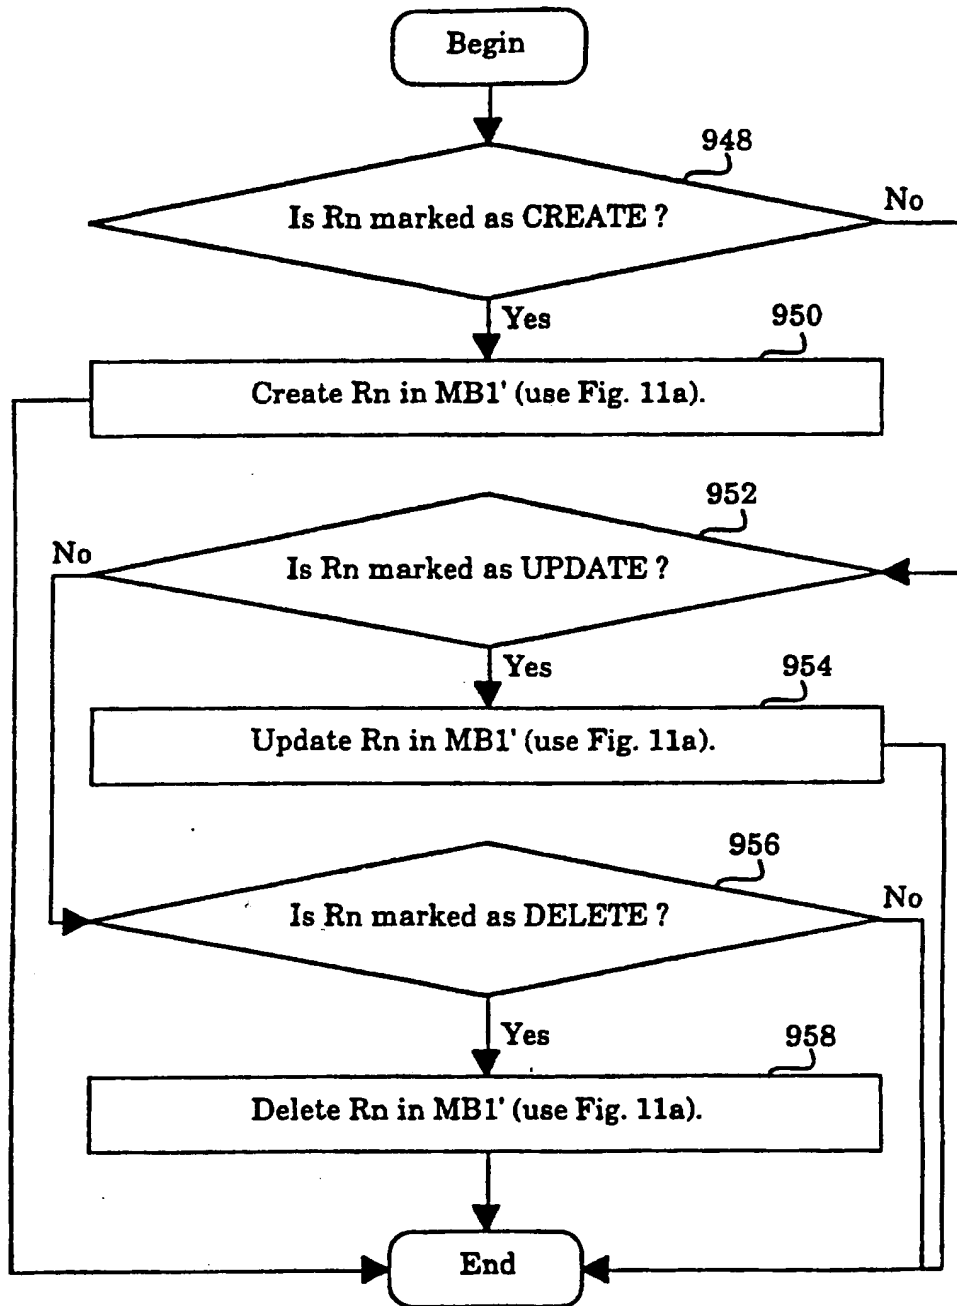 Begin
948
Is Rn marked as CREATE ?
No
Yes
950
Create Rn in MB1' (use Fig. 11a).
952
No
Is Rn marked as UPDATE ?
Yes
954
Update Rn in MB1' (use Fig. 11a).
956
Is Rn marked as DELETE ?
No
Yes
958
Delete Rn in MB1' (use Fig. 11a).
End